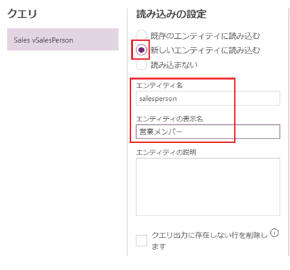 クエリ
Sales vSalesPerson
読み込みの設定
既存のエンティティに読み込む
新しいエンティティに読み込む
読み込まない
エンティティ名
salesperson
エンティティの表示名
営業メンバー
エンティティの説明
クエリ出力に存在しない行を削除し
ます